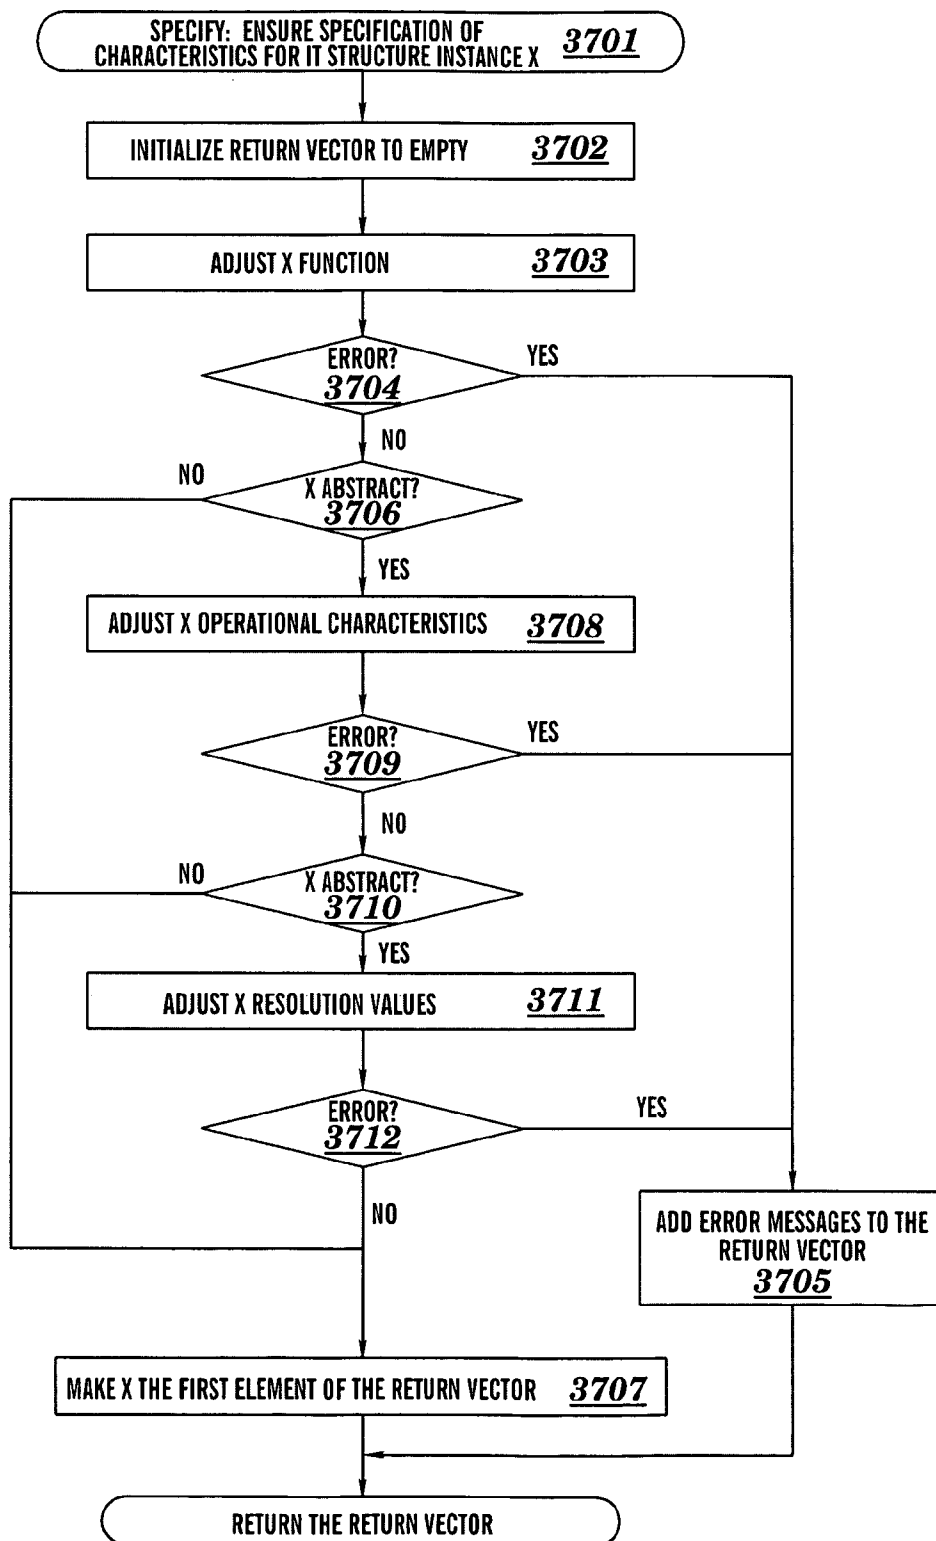 SPECIFY: ENSURE SPECIFICATION OF
CHARACTERISTICS FOR IT STRUCTURE INSTANCE X 3701
INITIALIZE RETURN VECTOR TO EMPTY 3702
ADJUST X FUNCTION 3703
ERROR?
3704
YES
NO
NO
X ABSTRACT?
3706
YES
ADJUST X OPERATIONAL CHARACTERISTICS 3708
ERROR?
3709
YES
NO
NO
X ABSTRACT?
3710
YES
ADJUST X RESOLUTION VALUES 3711
ERROR?
3712
YES
NO
ADD ERROR MESSAGES TO THE
RETURN VECTOR
3705
MAKE X THE FIRST ELEMENT OF THE RETURN VECTOR 3707
RETURN THE RETURN VECTOR